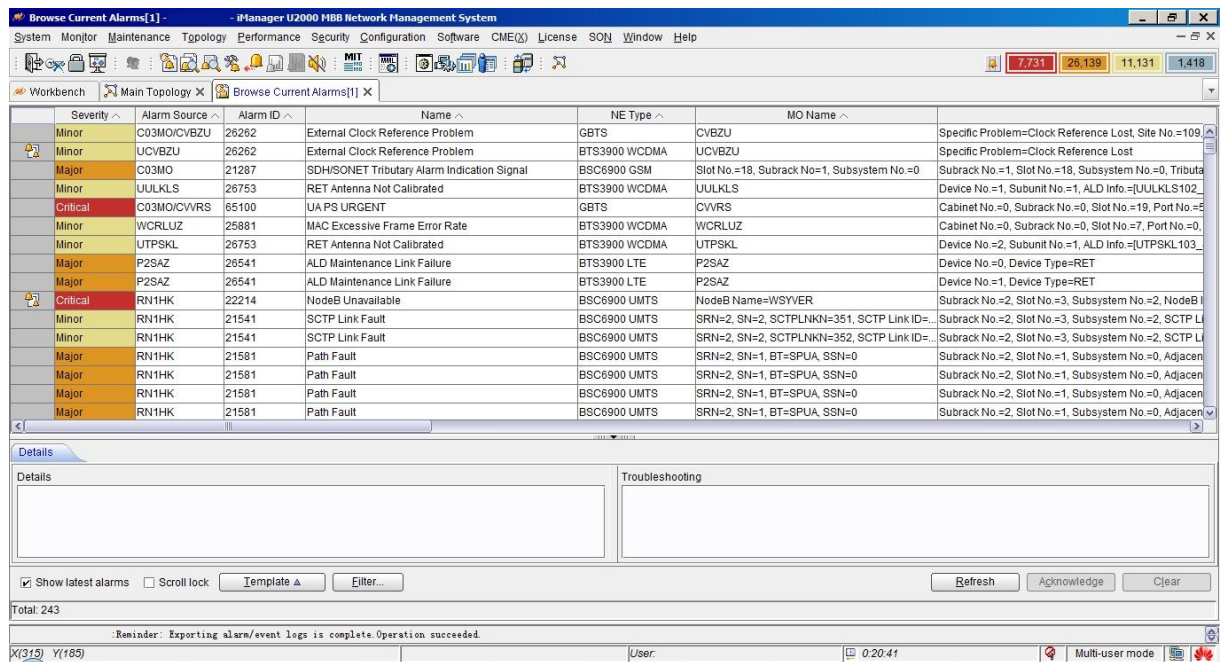 Browse Current Alarms[1] - - iManager U2000 MBB Network Management System
System Monitor Maintenance Topology Performance Security Configuration Software CME(X) License SON Window Help
MIT MML 7,731 26,139 11,131 1,418
Workbench Main Topology X Browse Current Alarms[1] X
Severity Alarm Source Alarm ID Name NE Type MO Name
Minor C03MO/CVBZU 26262 External Clock Reference Problem GBTS CVBZU Specific Problem=Clock Reference Lost, Site No.=109,
Minor UCVBZU 26262 External Clock Reference Problem BTS3900 WCDMA UCVBZU Specific Problem=Clock Reference Lost
Major C03MO 21287 SDH/SONET Tributary Alarm Indication Signal BSC6900 GSM Slot No.=18, Subrack No=1, Subsystem No.=0 Subrack No.=1, Slot No.=18, Subsystem No.=0, Tributa
Minor UULKLS 26753 RET Antenna Not Calibrated BTS3900 WCDMA UULKLS Device No.=1, Subunit No.=1, ALD Info.=[UULKLS102_
Critical C03MO/CVVRS 65100 UA PS URGENT GBTS CVVRS Cabinet No.=0, Subrack No.=0, Slot No.=19, Port No.=5
Minor WCRLUZ 25881 MAC Excessive Frame Error Rate BTS3900 WCDMA WCRLUZ Cabinet No.=0, Subrack No.=0, Slot No.=7, Port No.=0,
Minor UTPSKL 26753 RET Antenna Not Calibrated BTS3900 WCDMA UTPSKL Device No.=2, Subunit No.=1, ALD Info.=[UTPSKL103_
Major P2SAZ 26541 ALD Maintenance Link Failure BTS3900 LTE P2SAZ Device No.=0, Device Type=RET
Major P2SAZ 26541 ALD Maintenance Link Failure BTS3900 LTE P2SAZ Device No.=1, Device Type=RET
Critical RN1HK 22214 NodeB Unavailable BSC6900 UMTS NodeB Name=WSYVER Subrack No.=2, Slot No.=3, Subsystem No.=2, NodeB I
Minor RN1HK 21541 SCTP Link Fault BSC6900 UMTS SRN=2, SN=2, SCTPLNKN=351, SCTP Link ID=... Subrack No.=2, Slot No.=3, Subsystem No.=2, SCTP Li
Minor RN1HK 21541 SCTP Link Fault BSC6900 UMTS SRN=2, SN=2, SCTPLNKN=352, SCTP Link ID=... Subrack No.=2, Slot No.=3, Subsystem No.=2, SCTP Li
Major RN1HK 21581 Path Fault BSC6900 UMTS SRN=2, SN=1, BT=SPUA, SSN=0 Subrack No.=2, Slot No.=1, Subsystem No.=0, Adjacen
Major RN1HK 21581 Path Fault BSC6900 UMTS SRN=2, SN=1, BT=SPUA, SSN=0 Subrack No.=2, Slot No.=1, Subsystem No.=0, Adjacen
Major RN1HK 21581 Path Fault BSC6900 UMTS SRN=2, SN=1, BT=SPUA, SSN=0 Subrack No.=2, Slot No.=1, Subsystem No.=0, Adjacen
Major RN1HK 21581 Path Fault BSC6900 UMTS SRN=2, SN=1, BT=SPUA, SSN=0 Subrack No.=2, Slot No.=1, Subsystem No.=0, Adjacen
Details
Details Troubleshooting
Show latest alarms Scroll lock Template Filter... Refresh Acknowledge Clear
Total: 243
:Reminder: Exporting alarm/event logs is complete.Operation succeeded.
X(315) Y(185) User: 0:20:41 Multi-user mode